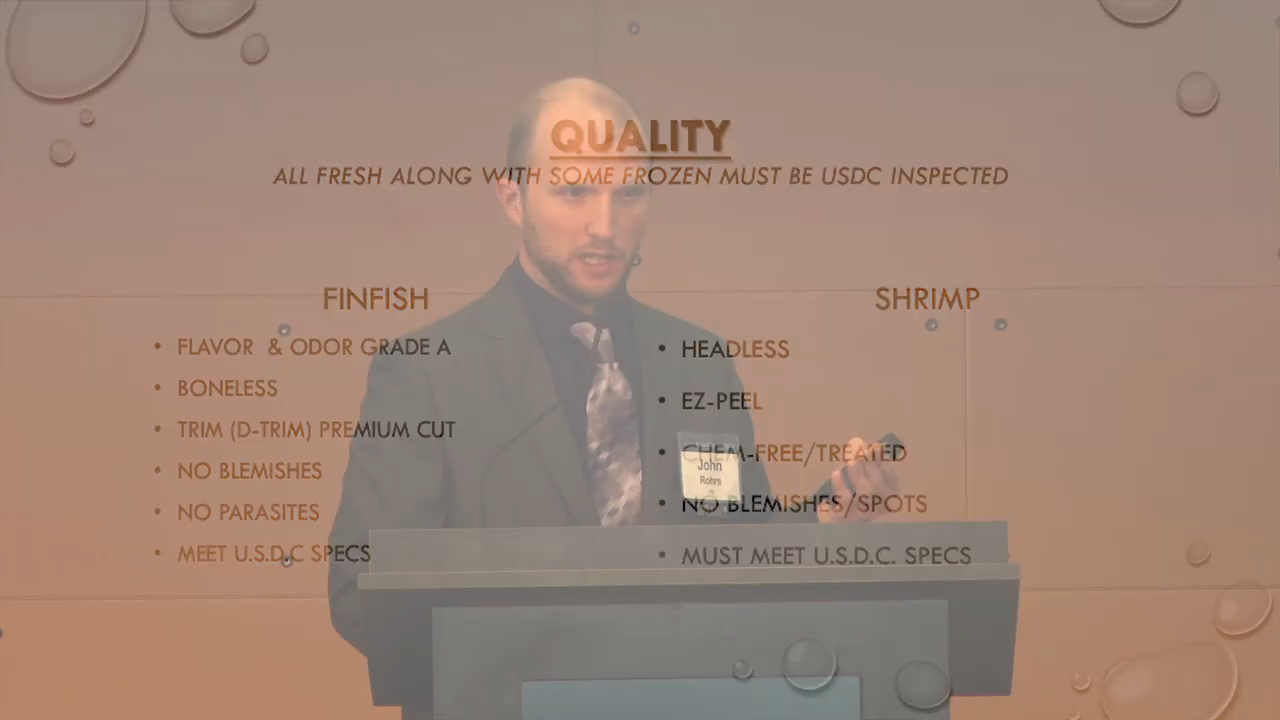 QUALITY
ALL FRESH ALONG WITH SOME FROZEN MUST BE USDC INSPECTED
FINFISH
• FLAVOR & ODOR GRADE A
• BONELESS
• TRIM (D-TRIM) PREMIUM CUT
• NO BLEMISHES
• NO PARASITES
• MEET U.S.D.C SPECS
SHRIMP
• HEADLESS
• EZ-PEEL
• CHEM-FREE/TREATED
• NO BLEMISHES/SPOTS
• MUST MEET U.S.D.C. SPECS
John
Rohrs